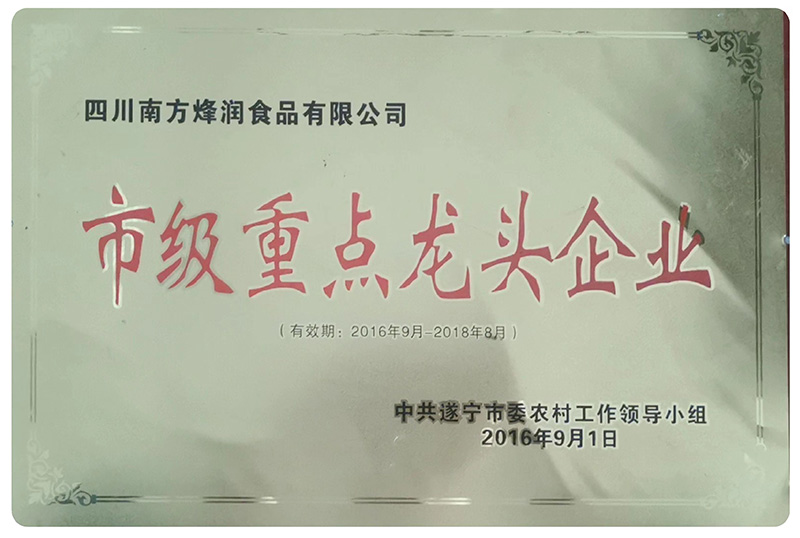 四川南方烽润食品有限公司
市级重点龙头企业
(有效期：2016年9月-2018年8月)
中共遂宁市委农村工作领导小组
2016年9月1日